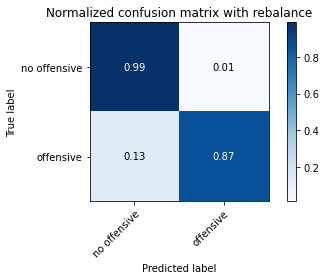 Normalized confusion matrix with rebalance
True label
no offensive
offensive
0.99
0.01
0.13
0.87
no offensive
offensive
Predicted label
0.8
0.6
0.4
0.2